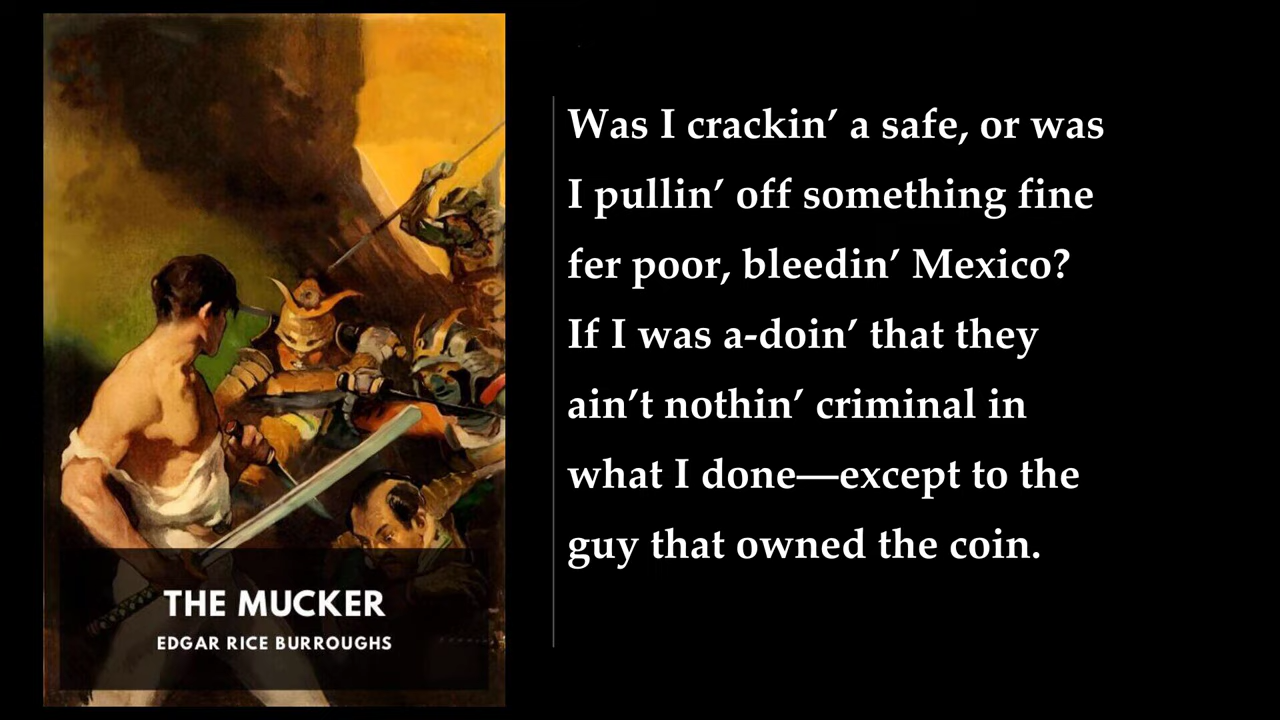 Was I crackin’ a safe, or was
I pullin’ off something fine
fer poor, bleedin’ Mexico?
If I was a-doin’ that they
ain’t nothin’ criminal in
what I done—except to the
guy that owned the coin.
THE MUCKER
EDGAR RICE BURROUGHS